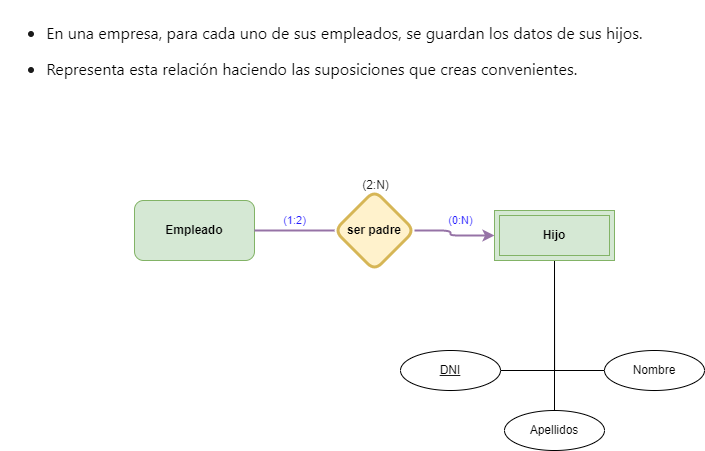 En una empresa, para cada uno de sus empleados, se guardan los datos de sus hijos.
Representa esta relación haciendo las suposiciones que creas convenientes.
(2:N)
Empleado
(1:2)
ser padre
(0:N)
Hijo
DNI
Nombre
Apellidos